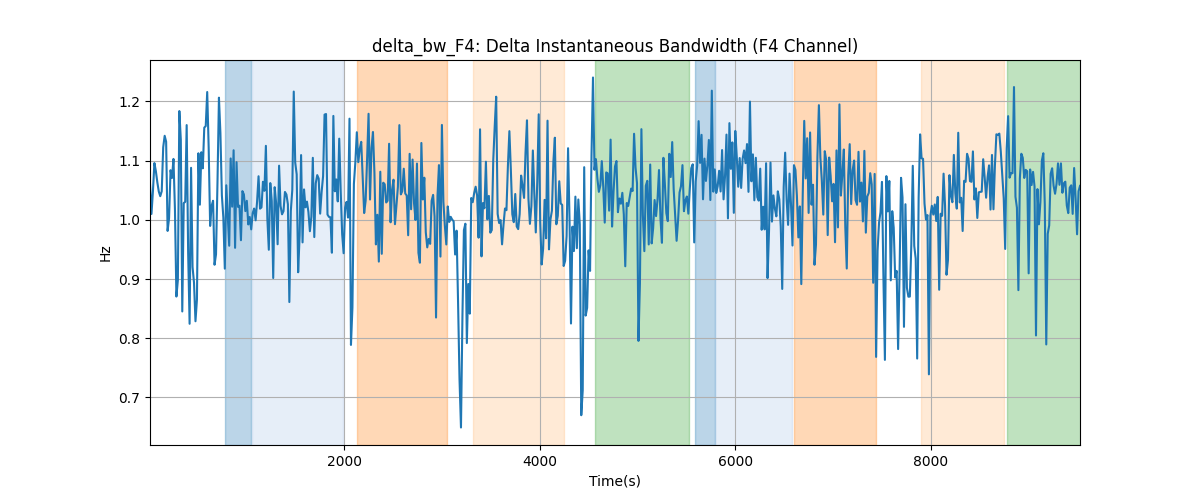 delta_bw_F4: Delta Instantaneous Bandwidth (F4 Channel)
Hz
1.2
1.1
1.0
0.9
0.8
0.7
2000 4000 6000 8000
Time(s)